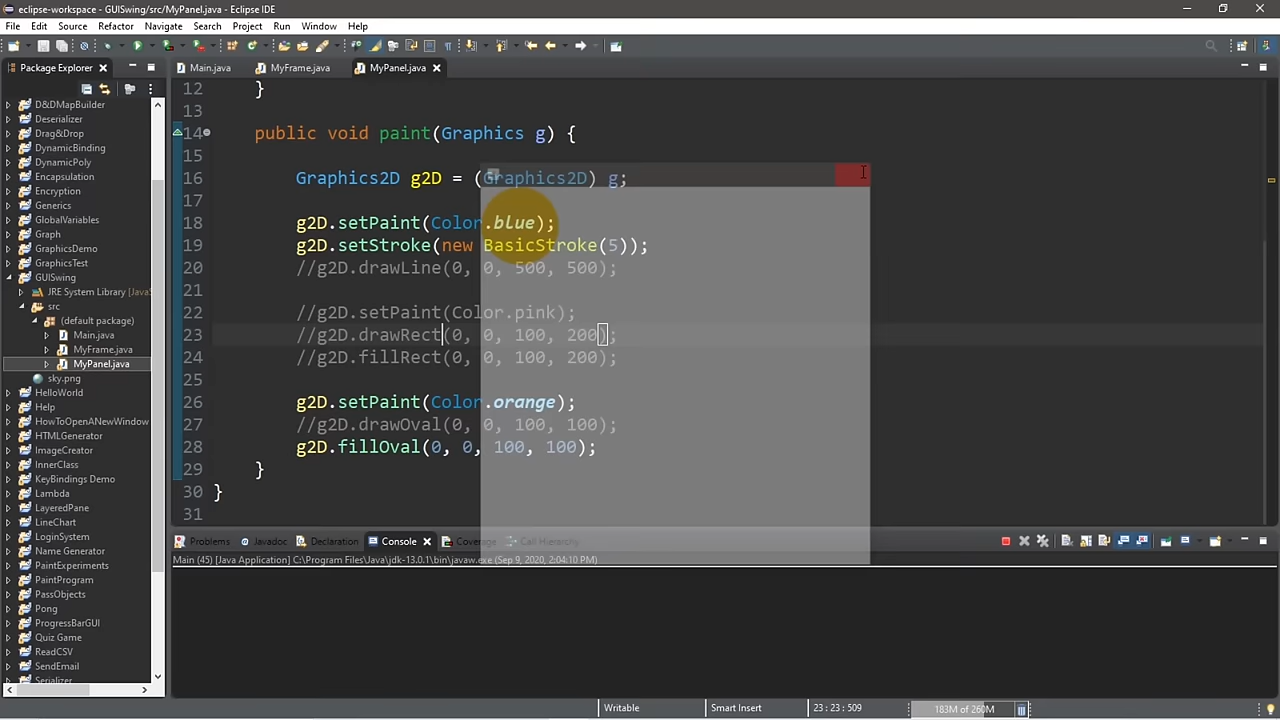 eclipse-workspace - GUISwing/src/MyPanel.java - Eclipse IDE
File Edit Source Refactor Navigate Search Project Run Window Help
Package Explorer
Main.java MyFrame.java MyPanel.java
D&DMapBuilder
Deserializer
Drag&Drop
DynamicBinding
DynamicPoly
Encapsulation
Encryption
Generics
GlobalVariables
Graph
GraphicsDemo
GraphicsTest
GUISwing
JRE System Library [Java
src
(default package)
Main.java
MyFrame.java
MyPanel.java
sky.png
HelloWorld
Help
HowToOpenANewWindow
HTMLGenerator
ImageCreator
InnerClass
KeyBindings Demo
Lambda
LayeredPane
LineChart
LoginSystem
Name Generator
PaintExperiments
PaintProgram
PassObjects
Pong
ProgressBarGUI
Quiz Game
ReadCSV
SendEmail
Serializer
12 }
13
14 public void paint(Graphics g) {
15
16 Graphics2D g2D = (Graphics2D) g;
18 g2D.setPaint(Color.blue);
19 g2D.setStroke(new BasicStroke(5));
20 //g2D.drawLine(0, 0, 500, 500);
21
22 //g2D.setPaint(Color.pink);
23 //g2D.drawRect(0, 0, 100, 200);
24 //g2D.fillRect(0, 0, 100, 200);
25
26 g2D.setPaint(Color.orange);
27 //g2D.drawOval(0, 0, 100, 100);
28 g2D.fillOval(0, 0, 100, 100);
29 }
30 }
31
Problems Javadoc Declaration Console Coverage Call Hierarchy
Main (45) [Java Application] C:\Program Files\Java\jdk-13.0.1\bin\javaw.exe (Sep 9, 2020, 2:04:10 PM)
Writable Smart Insert 23 : 23 : 509 183M of 260M